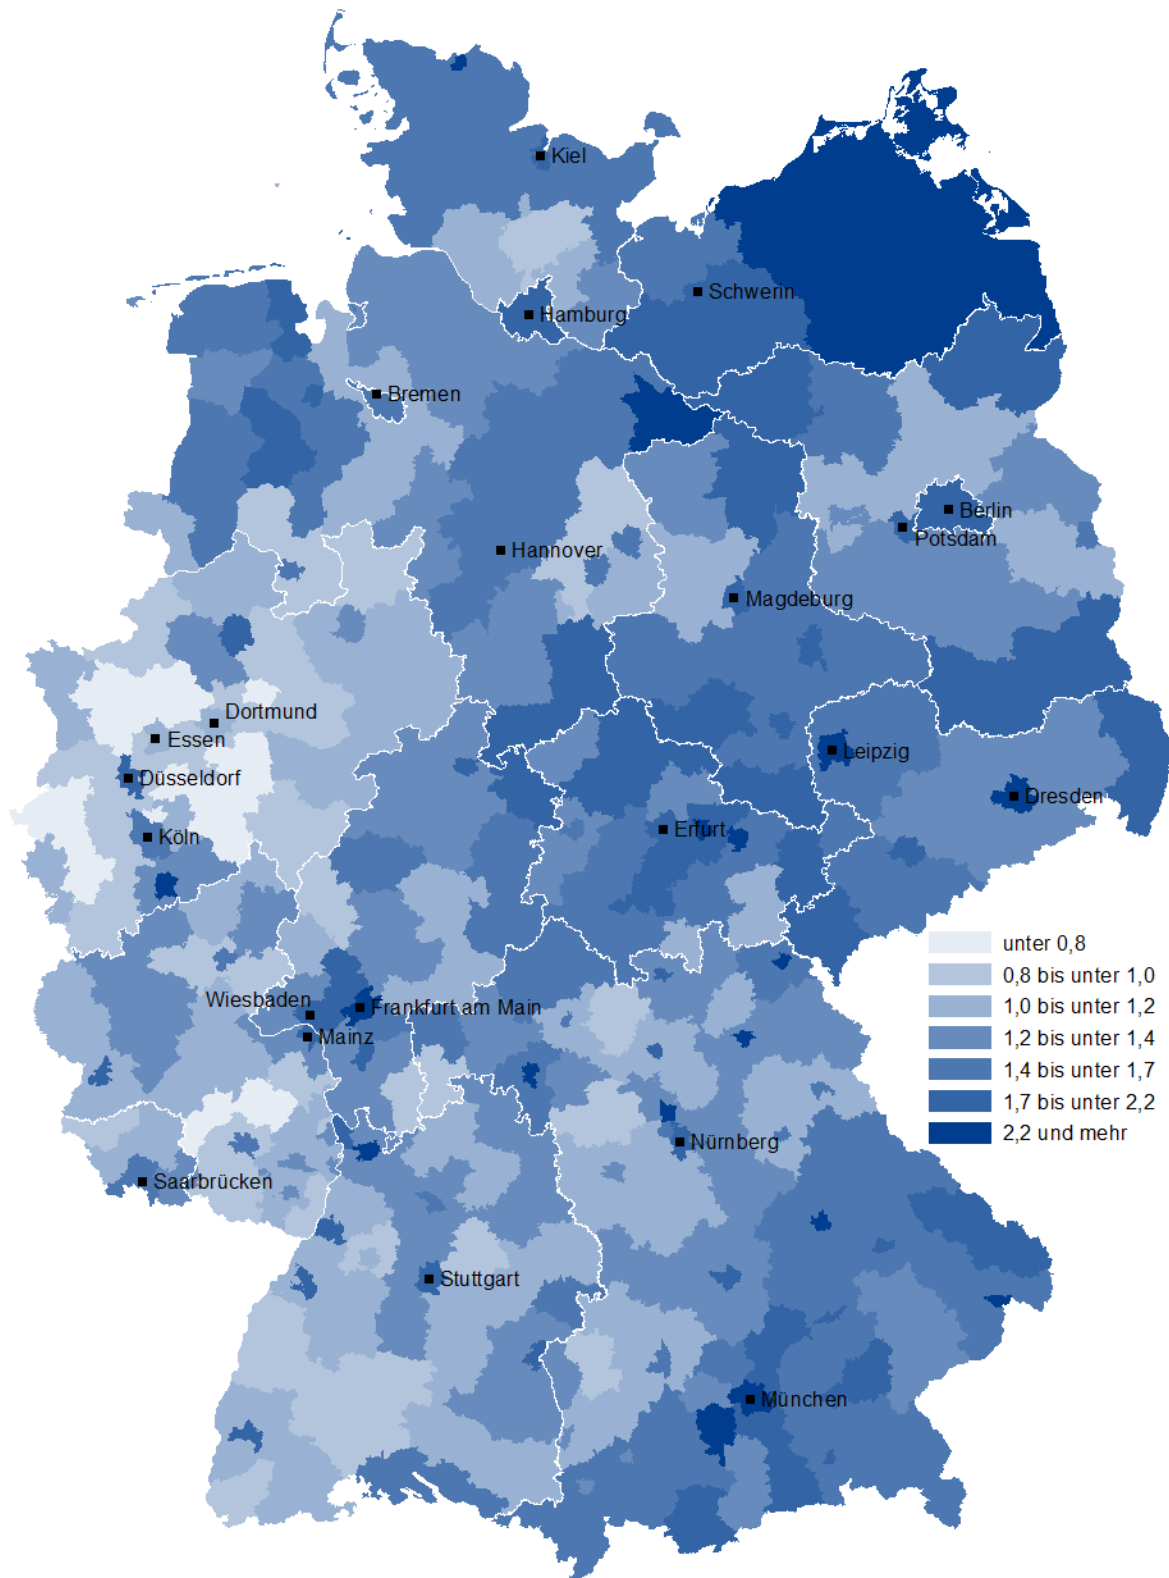 Kiel
Schwerin
Hamburg
Bremen
Berlin
Potsdam
Hannover
Magdeburg
Dortmund
Essen
Düsseldorf
Leipzig
Dresden
Köln
Erfurt
Wiesbaden
Frankfurt am Main
Mainz
Nürnberg
Saarbrücken
Stuttgart
München
unter 0,8
0,8 bis unter 1,0
1,0 bis unter 1,2
1,2 bis unter 1,4
1,4 bis unter 1,7
1,7 bis unter 2,2
2,2 und mehr